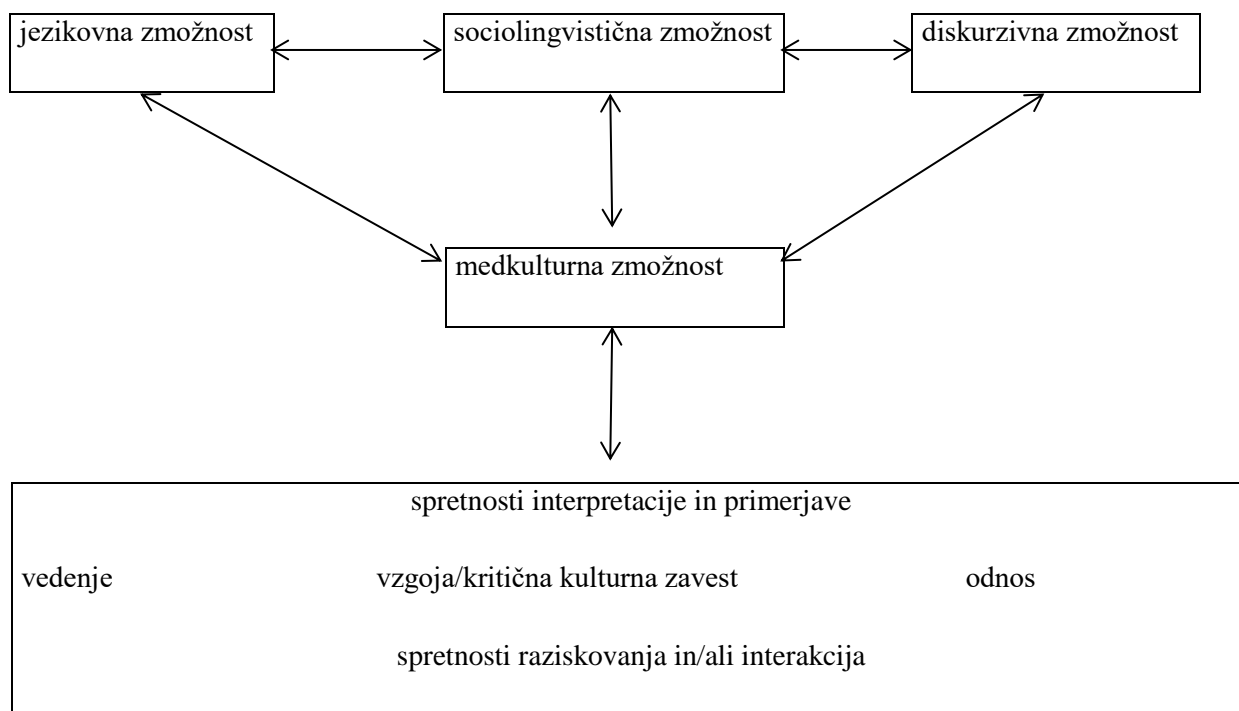 jezikovna zmožnost
sociolingvistična zmožnost
diskurzivna zmožnost
medkulturna zmožnost
spretnosti interpretacije in primerjave
vedenje vzgoja/kritična kulturna zavest odnos
spretnosti raziskovanja in/ali interakcija